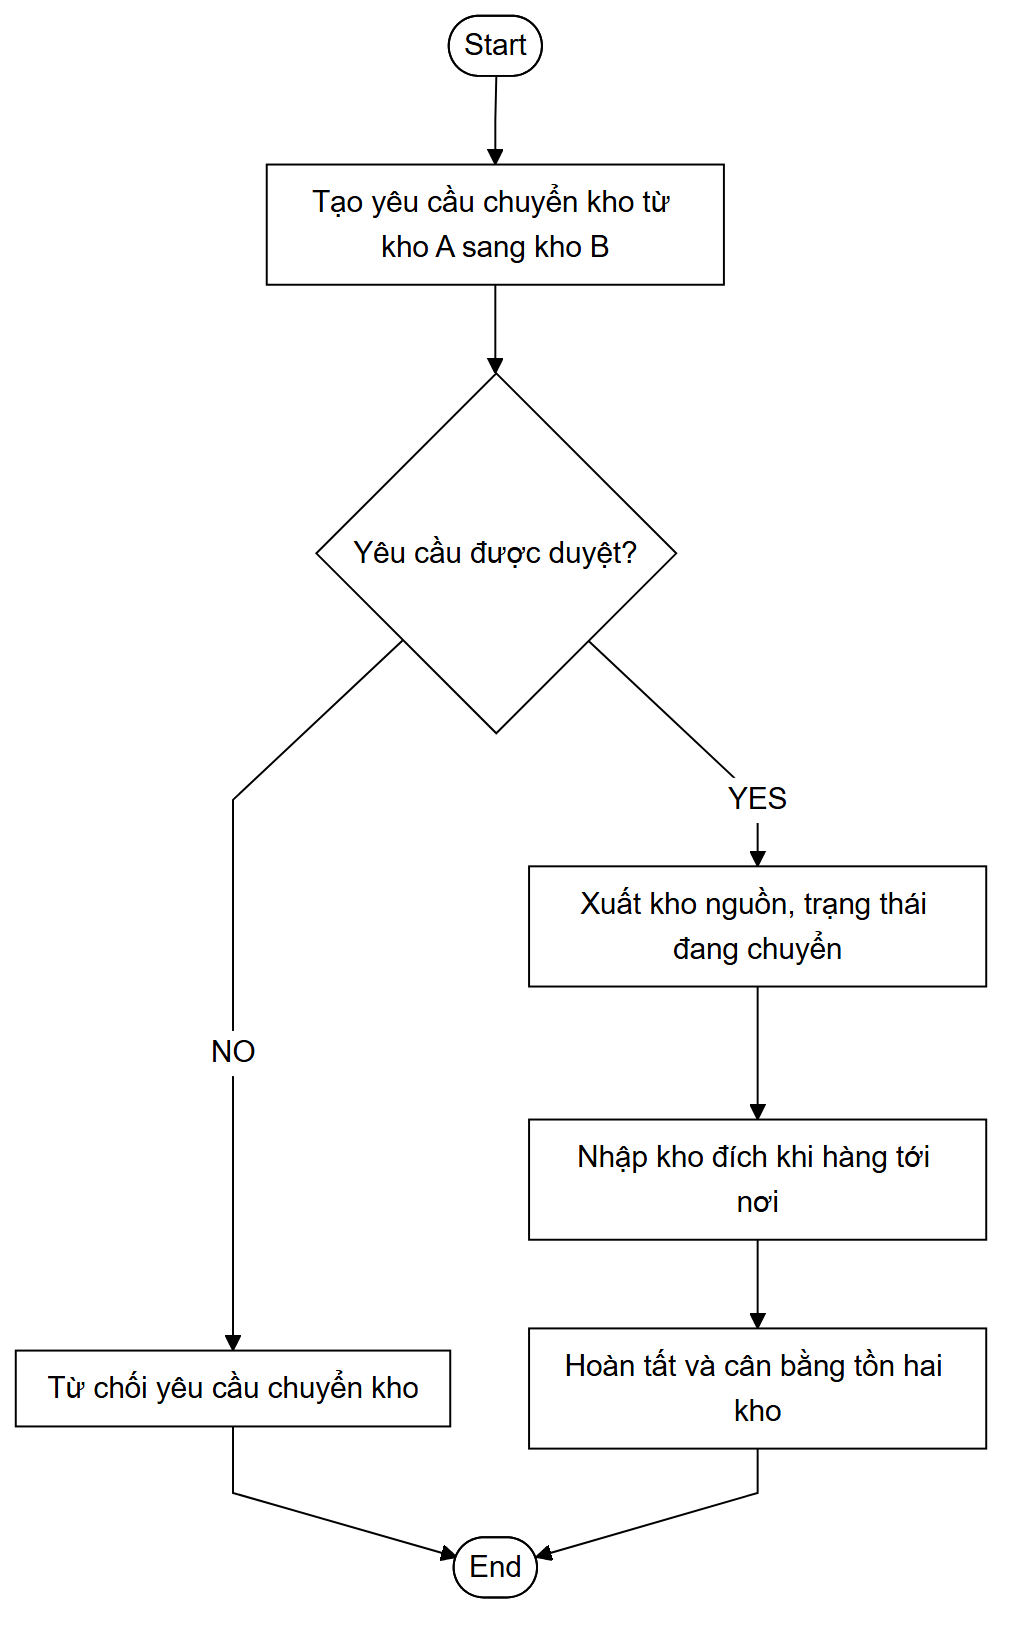 Start
Tạo yêu cầu chuyển kho từ
kho A sang kho B
Yêu cầu được duyệt?
YES
Xuất kho nguồn, trạng thái
đang chuyển
NO
Nhập kho đích khi hàng tới
nơi
Từ chối yêu cầu chuyển kho
Hoàn tất và cân bằng tồn hai
kho
End